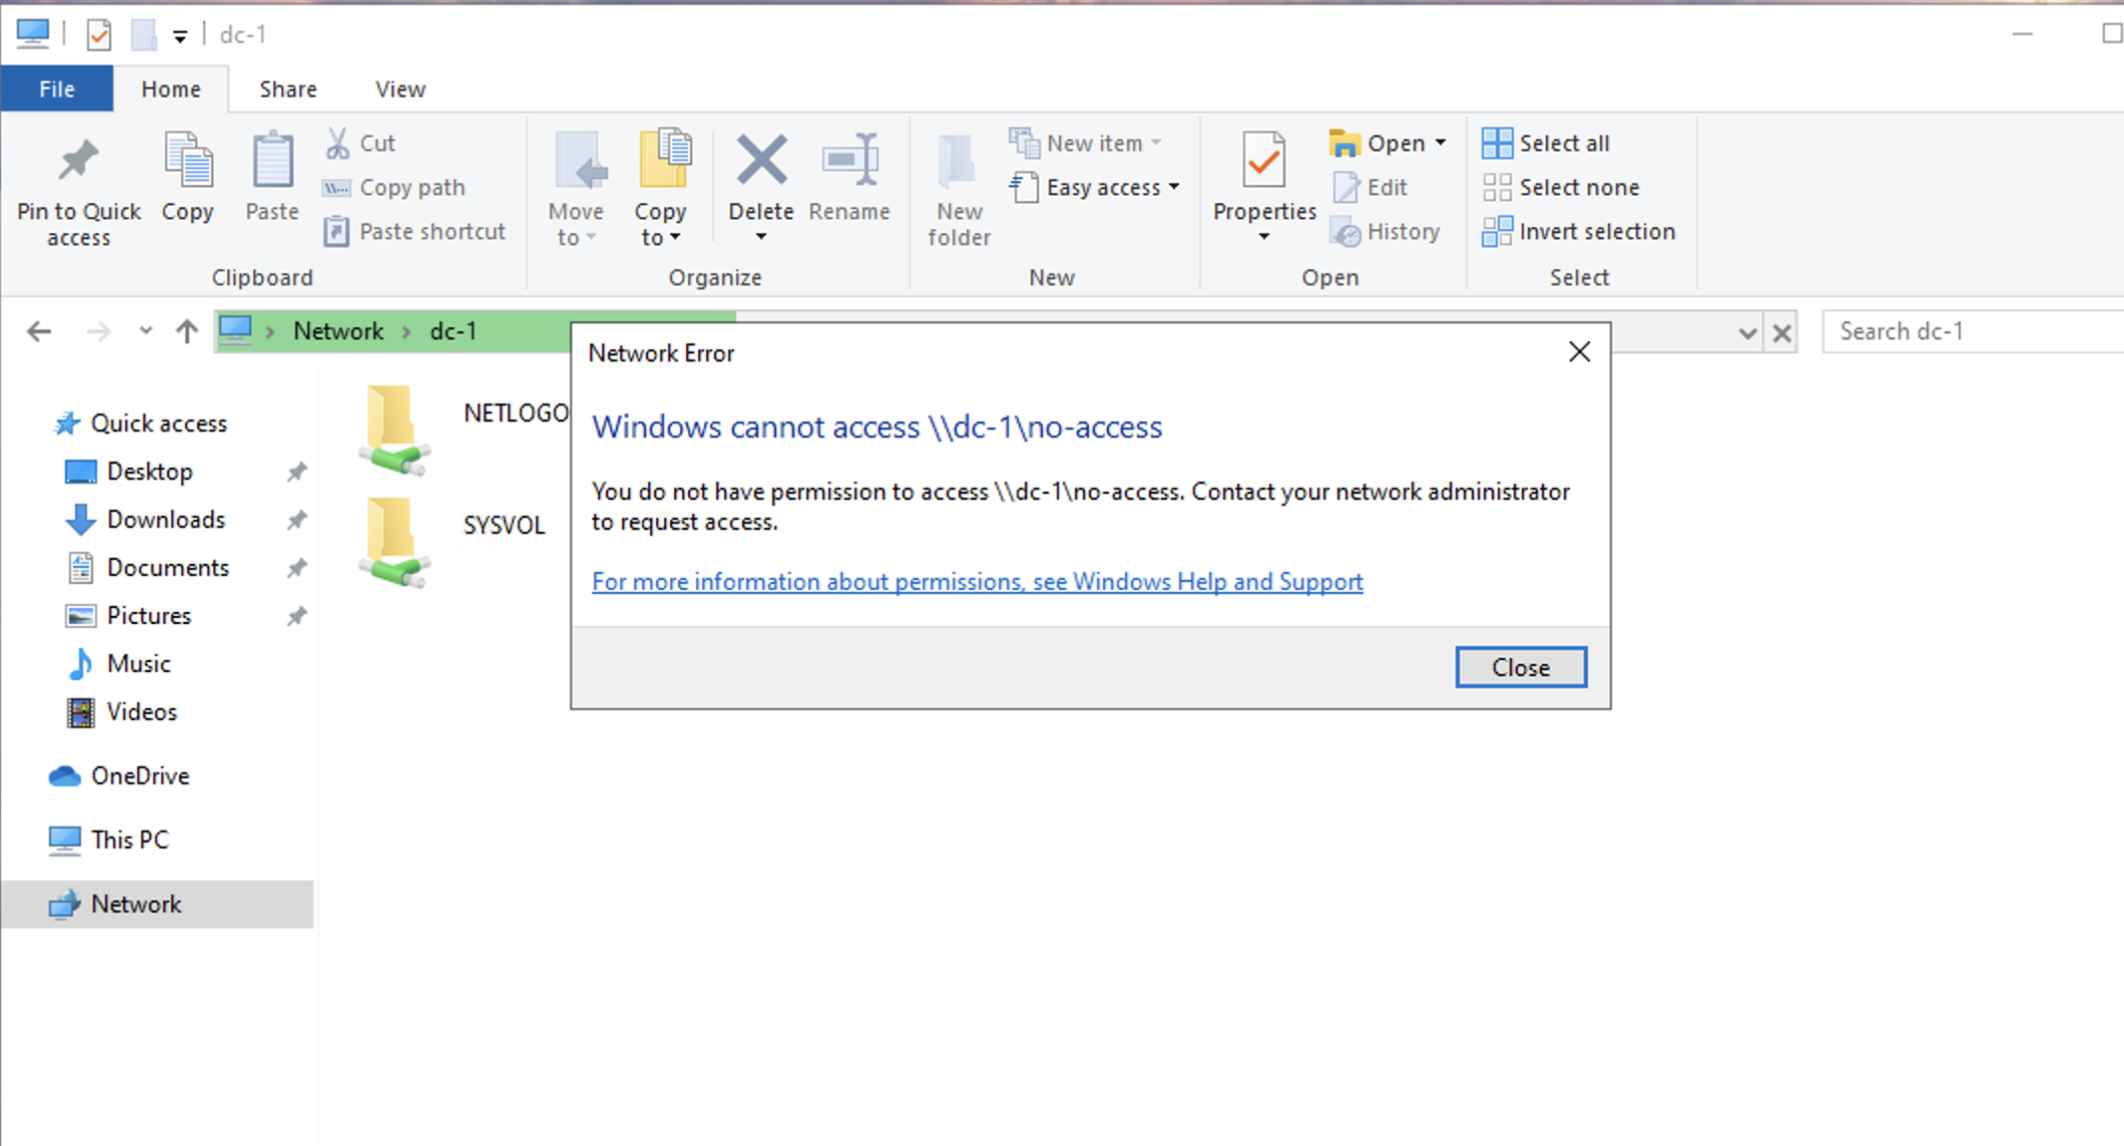 dc-1
File Home Share View
Pin to Quick
access
Copy
Paste
Cut
Copy path
Paste shortcut
Clipboard
Move
to
Copy
to
Delete
Rename
Organize
New
folder
New item
Easy access
New
Properties
Open
Edit
History
Open
Select all
Select none
Invert selection
Select
Network dc-1
Search dc-1
Quick access
Desktop
Downloads
Documents
Pictures
Music
Videos
OneDrive
This PC
Network
NETLOGO
SYSVOL
Network Error
Windows cannot access \\dc-1\no-access
You do not have permission to access \\dc-1\no-access. Contact your network administrator
to request access.
For more information about permissions, see Windows Help and Support
Close